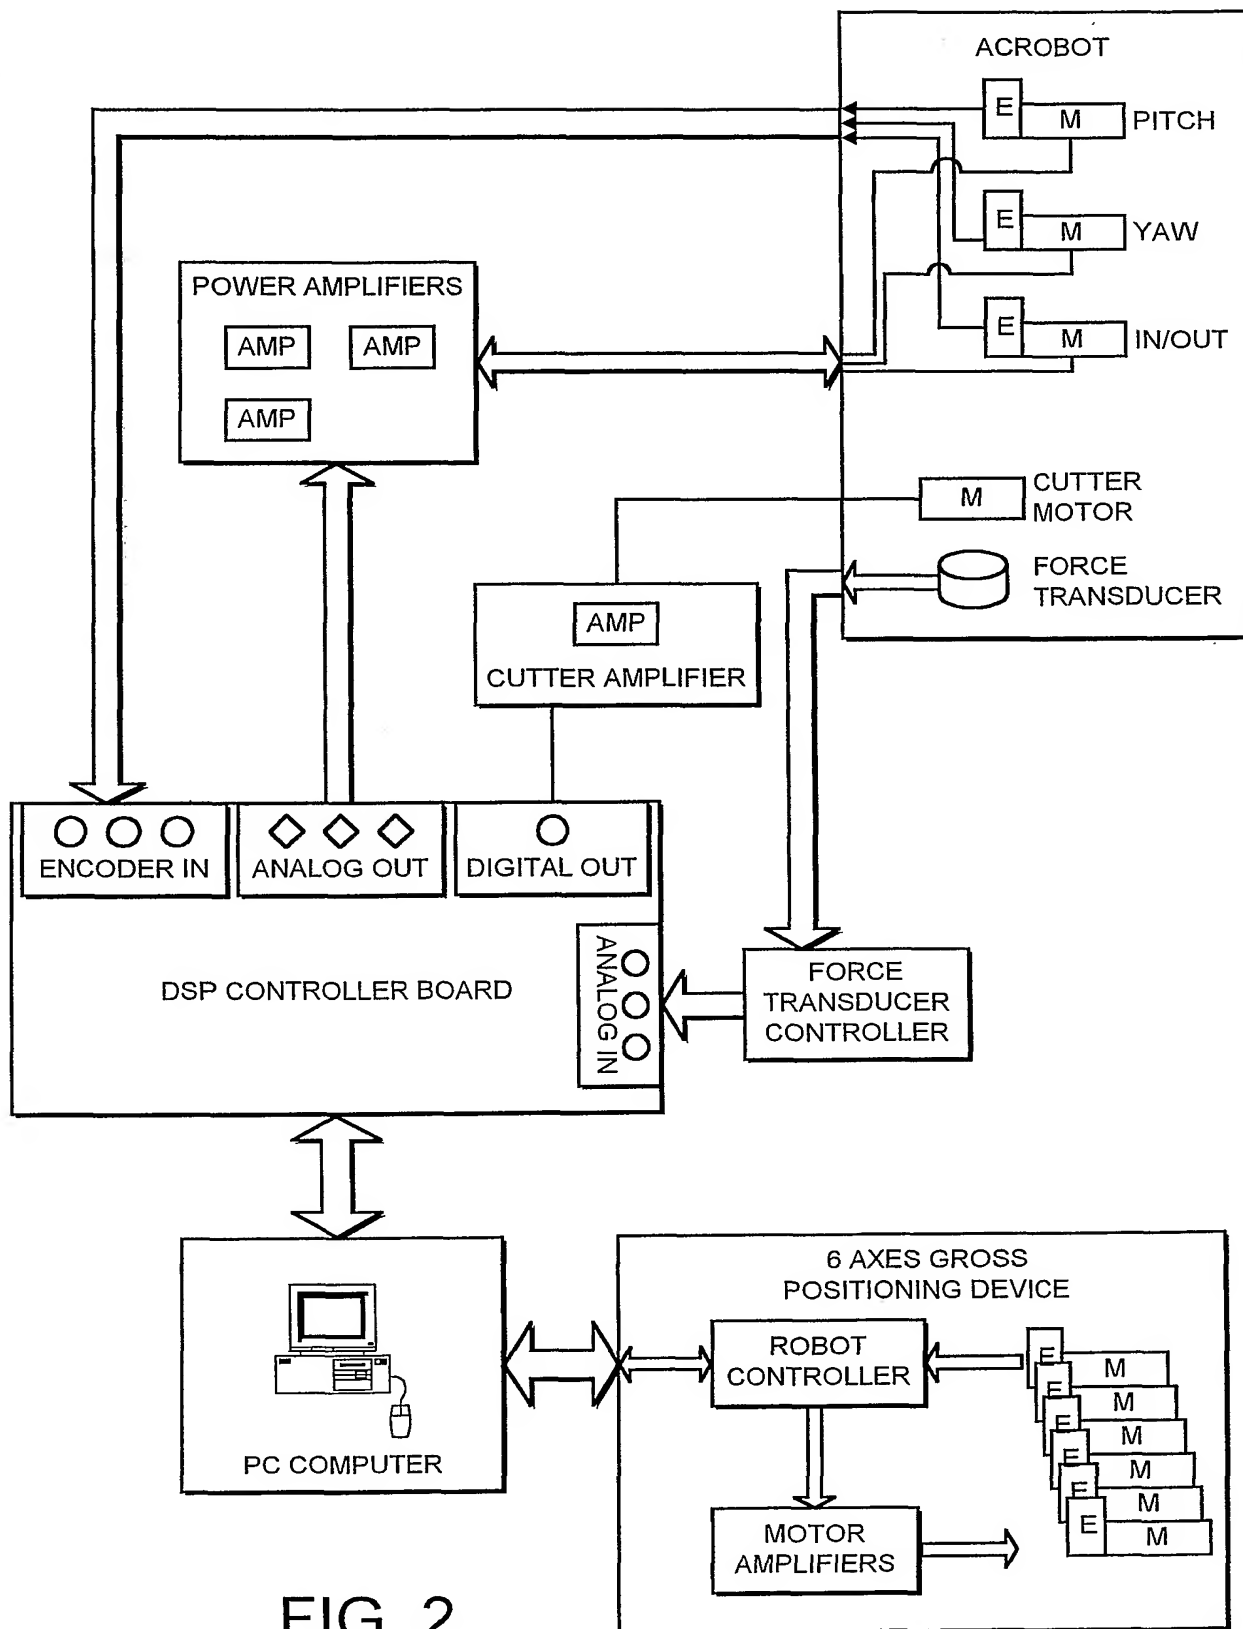 ACROBOT
E
M
PITCH
E
M
YAW
E
M
IN/OUT
POWER AMPLIFIERS
AMP
AMP
AMP
M
CUTTER
MOTOR
FORCE
TRANSDUCER
AMP
CUTTER AMPLIFIER
ENCODER IN
ANALOG OUT
DIGITAL OUT
ANALOG IN
DSP CONTROLLER BOARD
FORCE
TRANSDUCER
CONTROLLER
PC COMPUTER
6 AXES GROSS
POSITIONING DEVICE
ROBOT
CONTROLLER
MOTOR
AMPLIFIERS
E
M
E
M
E
M
E
M
E
M
E
M
FIG. 2